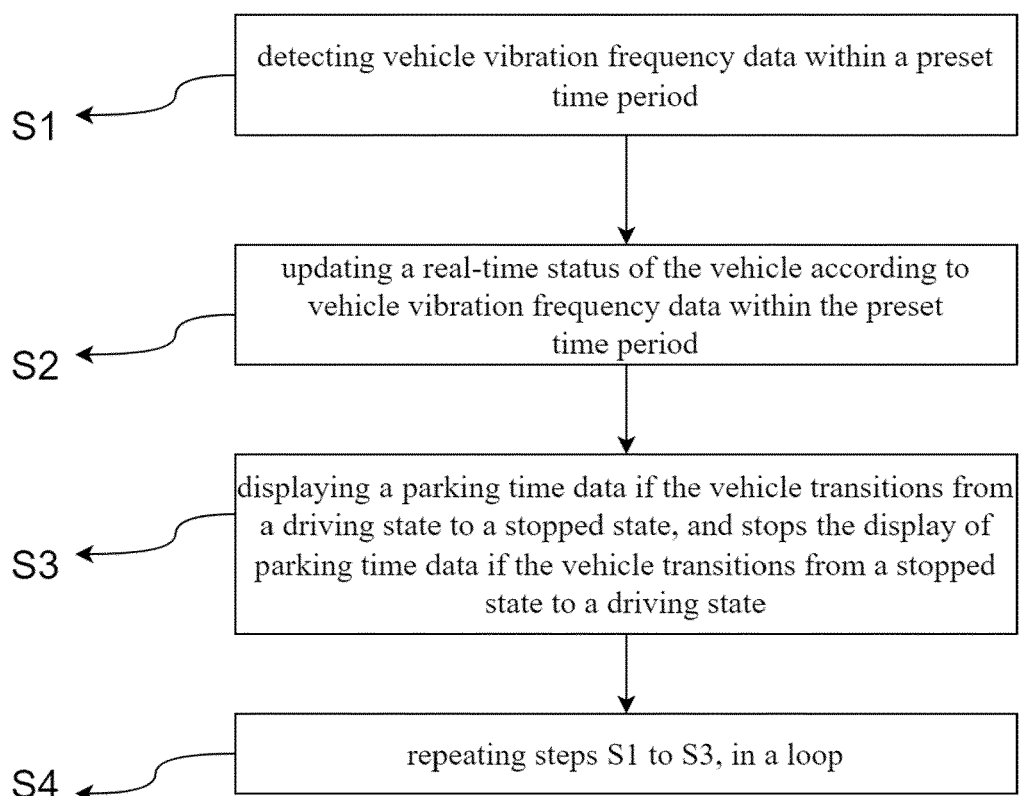 detecting vehicle vibration frequency data within a preset
time period
S1
updating a real-time status of the vehicle according to
vehicle vibration frequency data within the preset
time period
S2
displaying a parking time data if the vehicle transitions from
a driving state to a stopped state, and stops the display of
parking time data if the vehicle transitions from a stopped
state to a driving state
S3
repeating steps S1 to S3, in a loop
S4